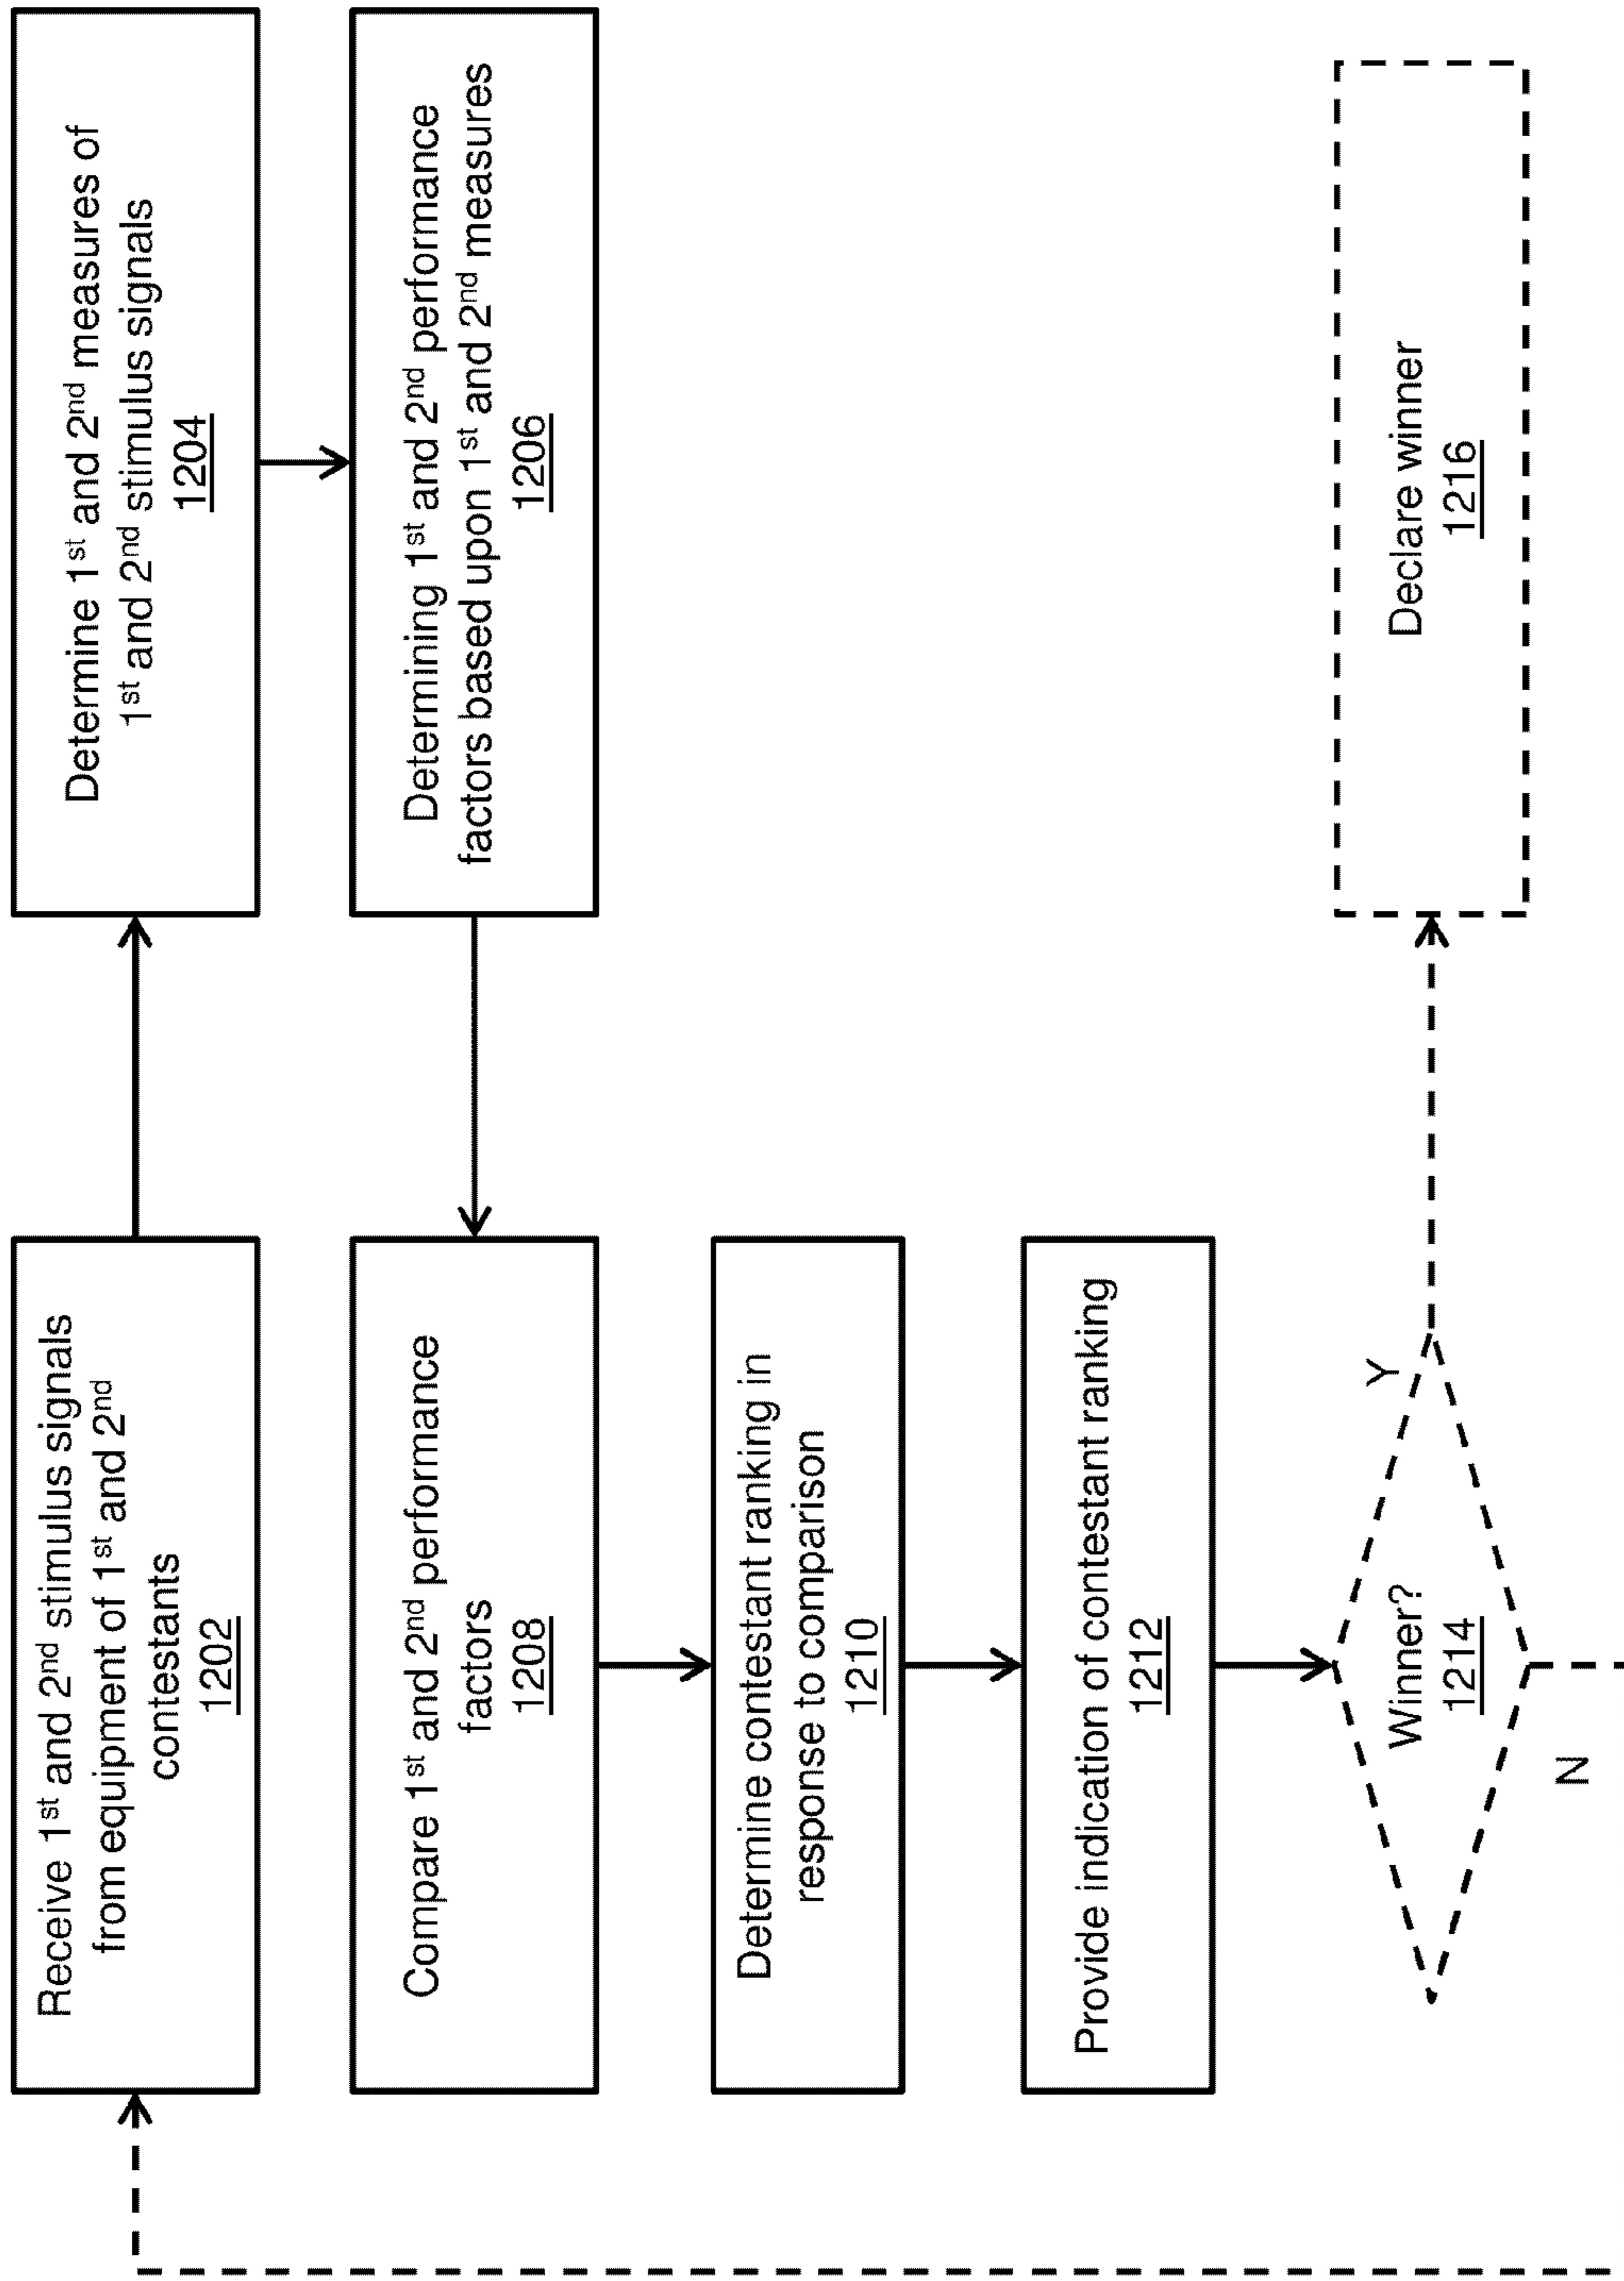 Receive 1st and 2nd stimulus signals
from equipment of 1st and 2nd
contestants
1202
Determine 1st and 2nd measures of
1st and 2nd stimulus signals
1204
Determining 1st and 2nd performance
factors based upon 1st and 2nd measures
1206
Compare 1st and 2nd performance
factors
1208
Determine contestant ranking in
response to comparison
1210
Provide indication of contestant ranking
1212
Winner?
1214
Y
N
Declare winner
1216